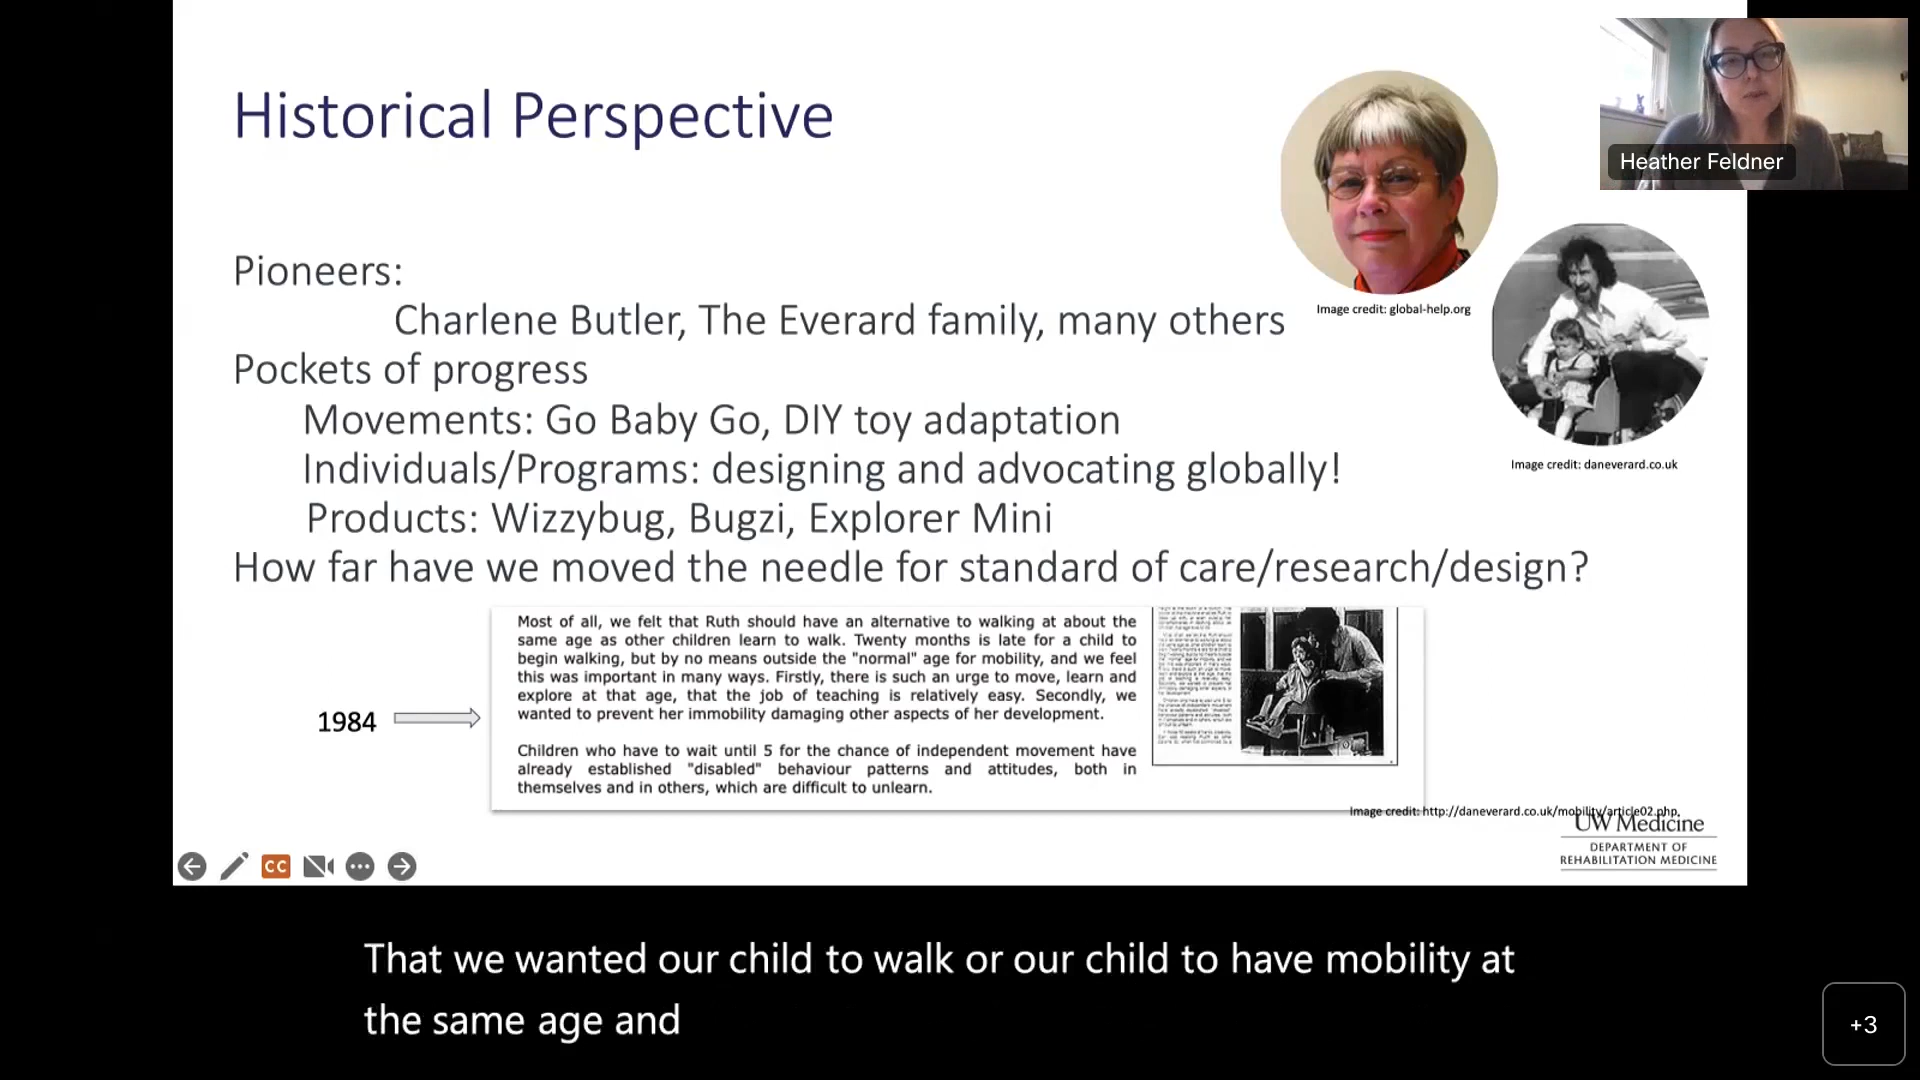 Historical Perspective
Heather Feldner
Pioneers:
Charlene Butler, The Everard family, many others
Image credit: global-help.org
Pockets of progress
Movements: Go Baby Go, DIY toy adaptation
Individuals/Programs: designing and advocating globally!
Image credit: daneverard.co.uk
Products: Wizzybug, Bugzi, Explorer Mini
How far have we moved the needle for standard of care/research/design?
1984
Most of all, we felt that Ruth should have an alternative to walking at about the
same age as other children learn to walk. Twenty months is late for a child to
begin walking, but by no means outside the "normal" age for mobility, and we feel
this was important in many ways. Firstly, there is such an urge to move, learn and
explore at that age, that the job of teaching is relatively easy. Secondly, we
wanted to prevent her immobility damaging other aspects of her development.
Children who have to wait until 5 for the chance of independent movement have
already established "disabled" behaviour patterns and attitudes, both in
themselves and in others, which are difficult to unlearn.
Image credit: http://daneverard.co.uk/mobility/article02.php.
UW Medicine
DEPARTMENT OF
REHABILITATION MEDICINE
CC
That we wanted our child to walk or our child to have mobility at
the same age and
+3